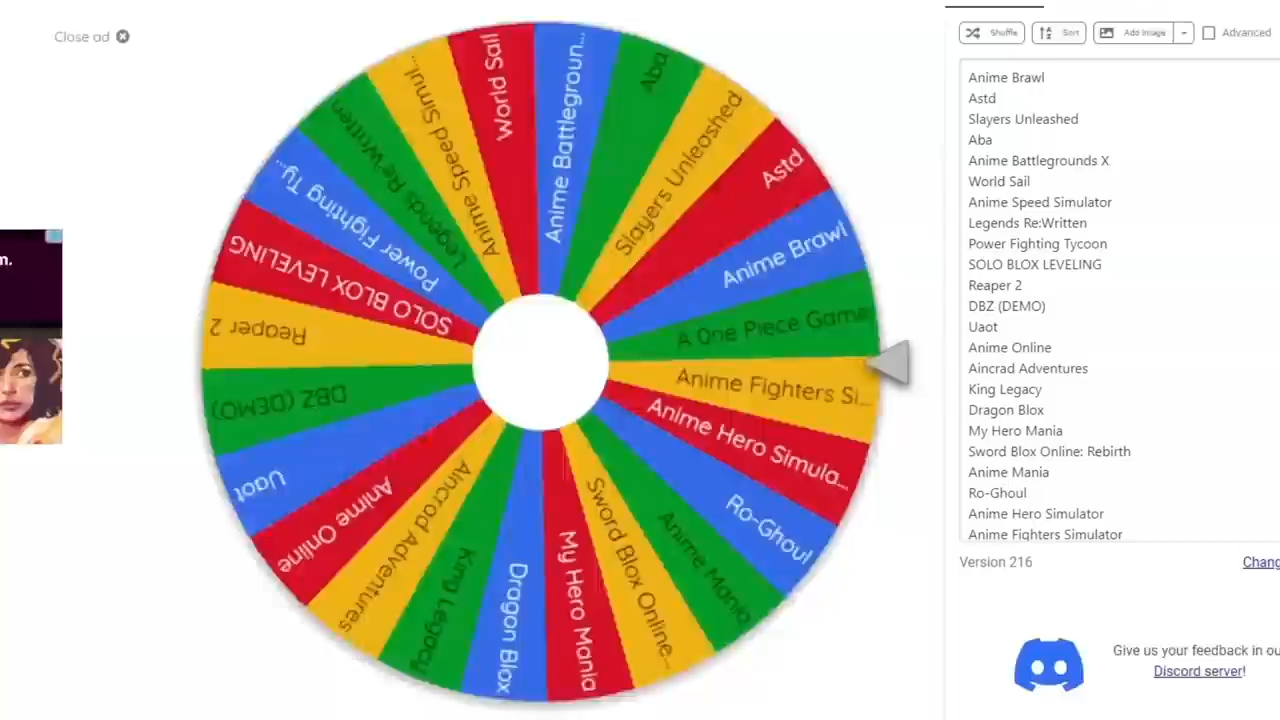 Close ad
m.
Shuffle
Sort
Add image
Advanced
World Sail
Anime Battlegroun...
Aba
Slayers Unleashed
Astd
Anime Brawl
A One Piece Game
Anime Fighters Si...
Anime Hero Simula...
Ro-Ghoul
Anime Mania
Sword Blox Online...
My Hero Mania
Dragon Blox
King Legacy
Aincrad Adventures
Anime Online
Uaot
DBZ (DEMO)
Reaper 2
SOLO BLOX LEVELING
Power Fighting Ty...
Legends Re:Written
Anime Speed Simul...
Anime Brawl
Astd
Slayers Unleashed
Aba
Anime Battlegrounds X
World Sail
Anime Speed Simulator
Legends Re:Written
Power Fighting Tycoon
SOLO BLOX LEVELING
Reaper 2
DBZ (DEMO)
Uaot
Anime Online
Aincrad Adventures
King Legacy
Dragon Blox
My Hero Mania
Sword Blox Online: Rebirth
Anime Mania
Ro-Ghoul
Anime Hero Simulator
Anime Fighters Simulator
Version 216
Chang
Give us your feedback in ou
Discord server!